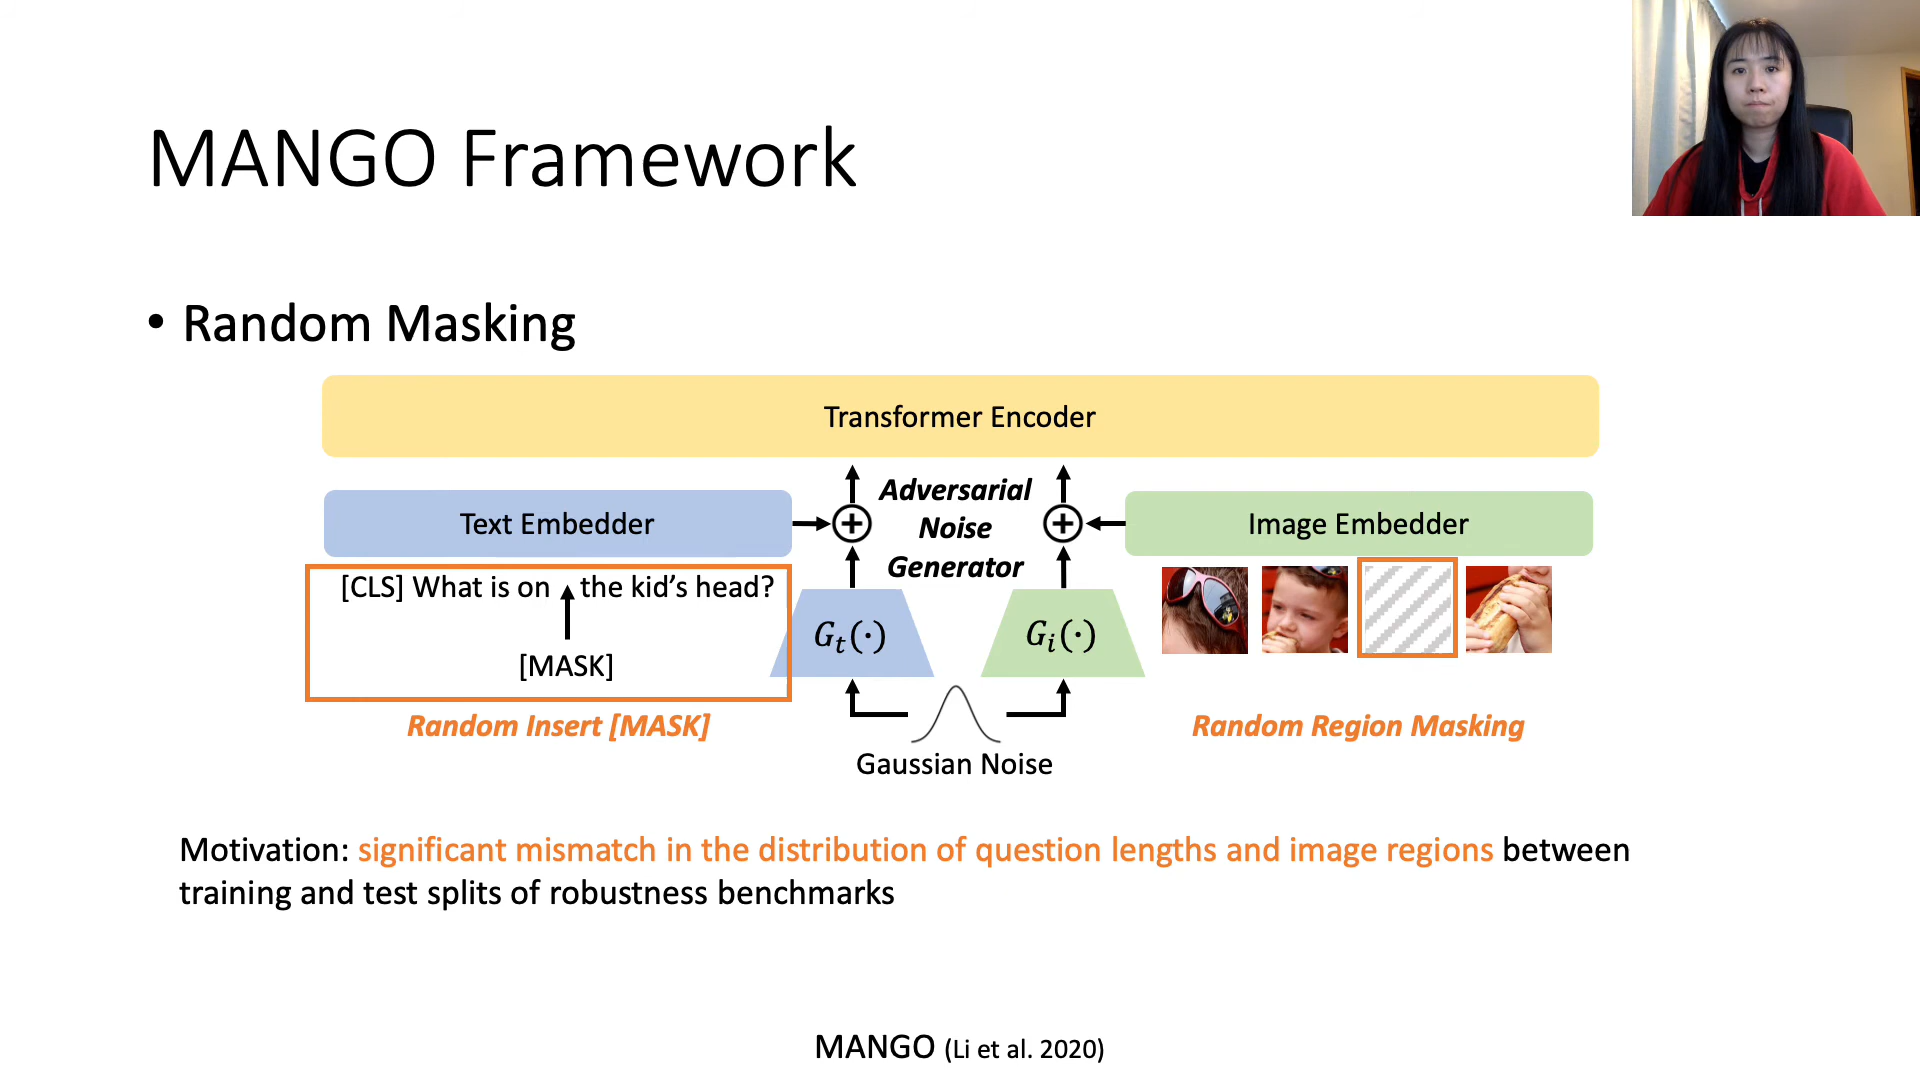 MANGO Framework
• Random Masking
Transformer Encoder
Text Embedder
Adversarial
Noise
Generator
Image Embedder
[CLS] What is on the kid's head?
[MASK]
Gₜ(·)
Gᵢ(·)
Random Insert [MASK]
Random Region Masking
Gaussian Noise
Motivation: significant mismatch in the distribution of question lengths and image regions between
training and test splits of robustness benchmarks
MANGO (Li et al. 2020)